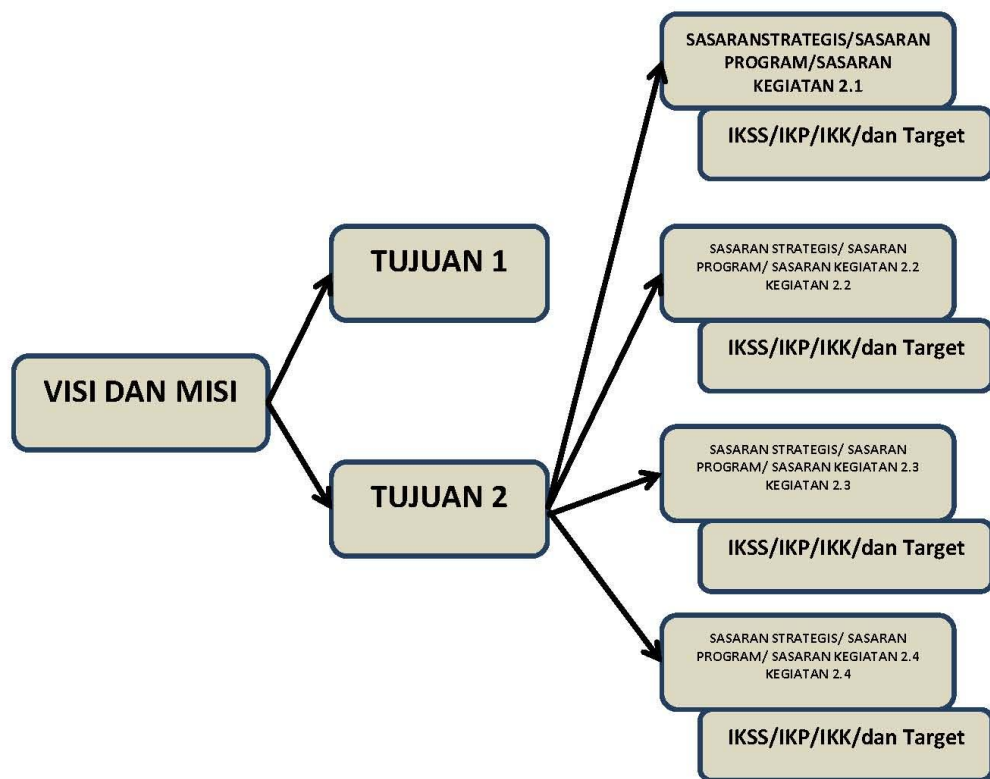 VISI DAN MISI
TUJUAN 1
TUJUAN 2
SASARANSTRATEGIS/SASARAN
PROGRAM/SASARAN
KEGIATAN 2.1
IKSS/IKP/IKK/dan Target
SASARAN STRATEGIS/ SASARAN
PROGRAM/ SASARAN KEGIATAN 2.2
KEGIATAN 2.2
IKSS/IKP/IKK/dan Target
SASARAN STRATEGIS/ SASARAN
PROGRAM/ SASARAN KEGIATAN 2.3
KEGIATAN 2.3
IKSS/IKP/IKK/dan Target
SASARAN STRATEGIS/ SASARAN
PROGRAM/ SASARAN KEGIATAN 2.4
KEGIATAN 2.4
IKSS/IKP/IKK/dan Target